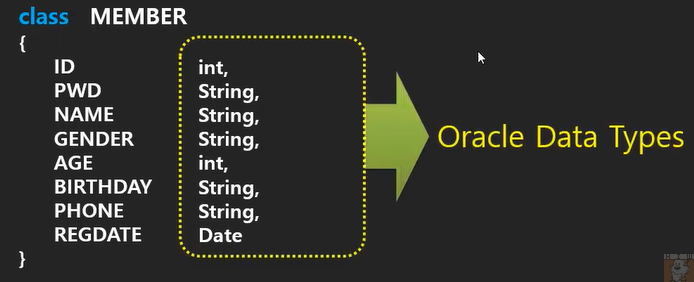 class MEMBER
{
ID int,
PWD String,
NAME String,
GENDER String,
AGE int,
BIRTHDAY String,
PHONE String,
REGDATE Date
}
Oracle Data Types